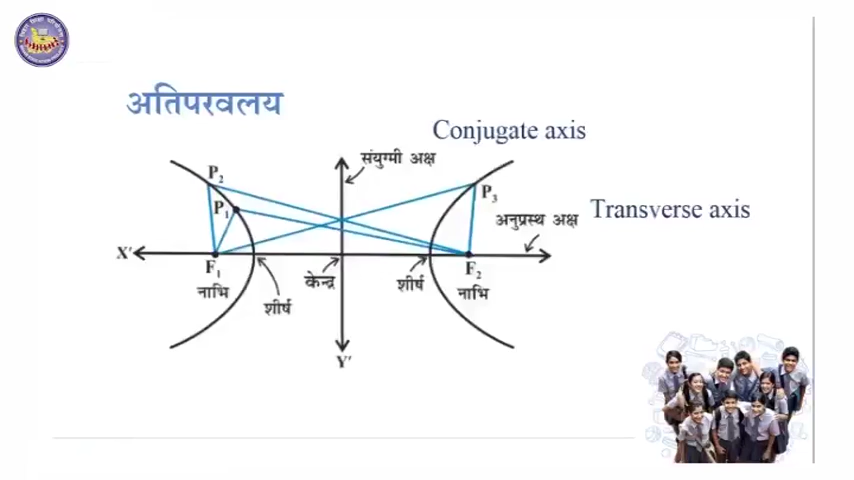 अतिपरवलय
Conjugate axis
संयुग्मी अक्ष
P₂
P₁
P₃
अनुप्रस्थ अक्ष
Transverse axis
X′
F₁
नाभि
शीर्ष
केन्द्र
शीर्ष
F₂
नाभि
Y′